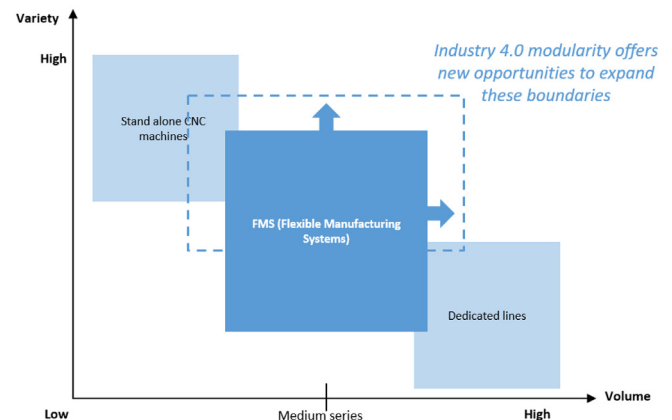 Variety
High
Industry 4.0 modularity offers
new opportunities to expand
these boundaries
Stand alone CNC
machines
FMS (Flexible Manufacturing
Systems)
Dedicated lines
Volume
Low
Medium series
High